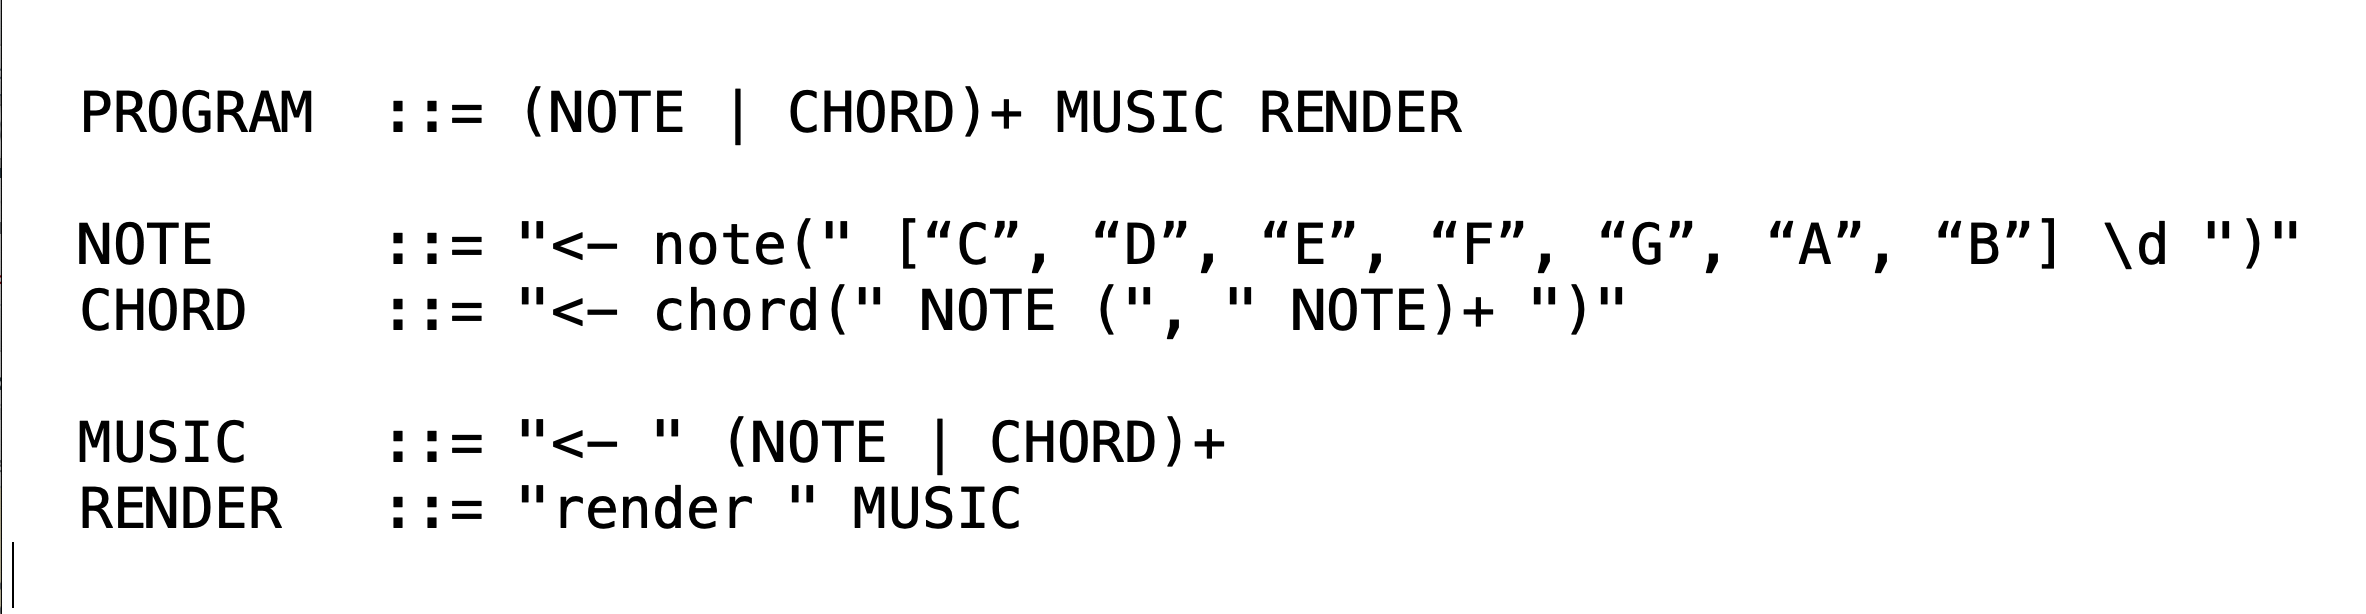 PROGRAM ::= (NOTE | CHORD)+ MUSIC RENDER
NOTE ::= "<– note(" [“C”, “D”, “E”, “F”, “G”, “A”, “B”] \d ")"
CHORD ::= "<– chord(" NOTE (", " NOTE)+ ")"
MUSIC ::= "<– " (NOTE | CHORD)+
RENDER ::= "render " MUSIC